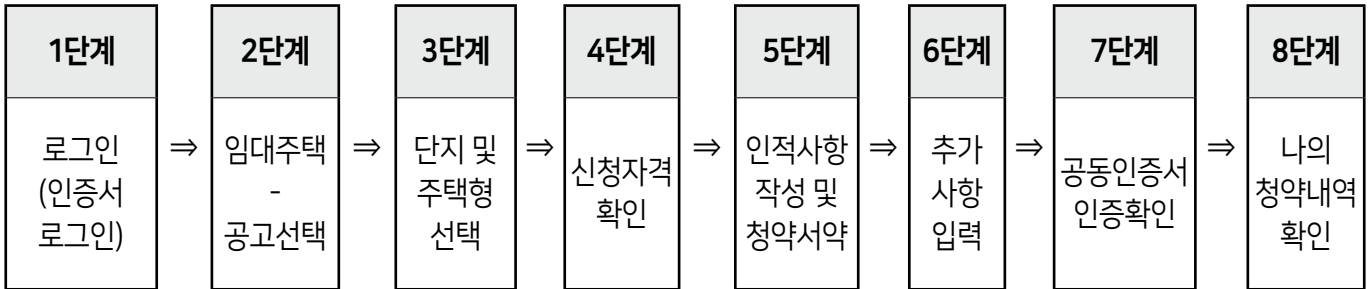 1단계
로그인
(인증서
로그인)
⇒
2단계
임대주택
-
공고선택
⇒
3단계
단지 및
주택형
선택
⇒
4단계
신청자격
확인
⇒
5단계
인적사항
작성 및
청약서약
⇒
6단계
추가
사항
입력
⇒
7단계
공동인증서
인증확인
⇒
8단계
나의
청약내역
확인